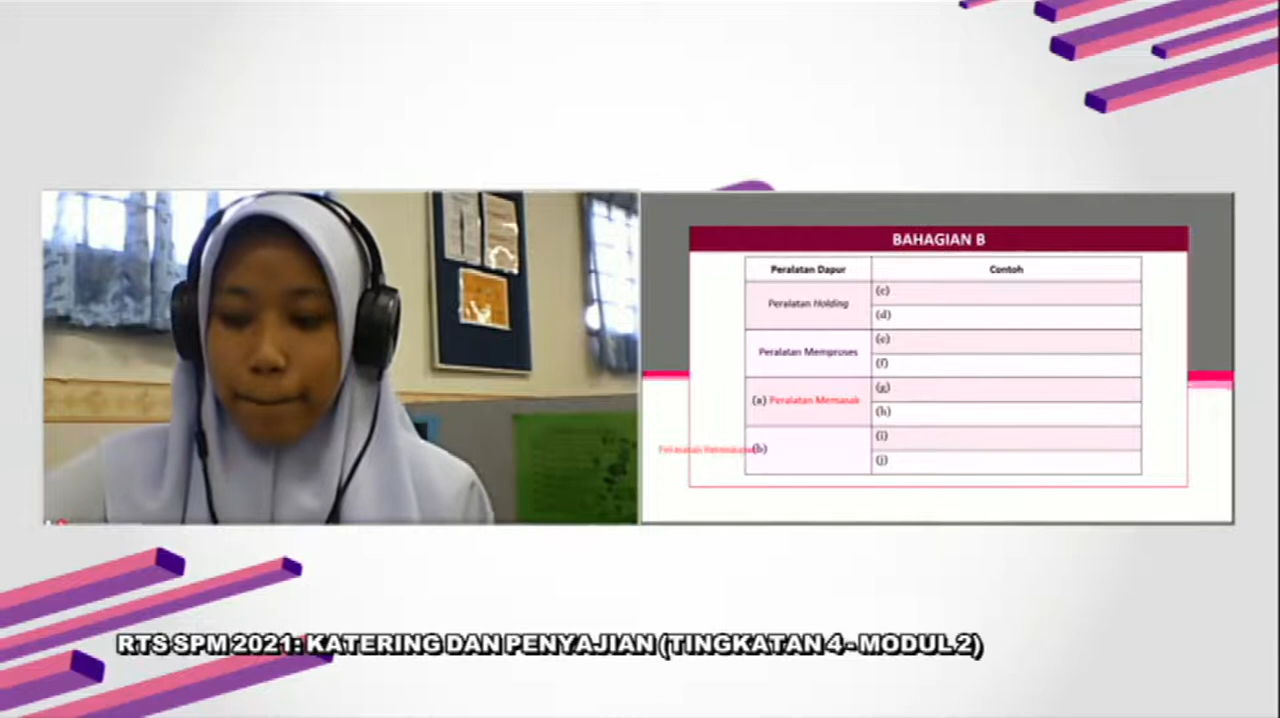 BAHAGIAN B
Peralatan Dapur
Contoh
Peralatan Holding
(c)
(d)
Peralatan Memproses
(e)
(f)
(a) Peralatan Memasak
(g)
(h)
(b)
(i)
(j)
RTS SPM 2021: KATERING DAN PENYAJIAN (TINGKATAN 4 - MODUL 2)